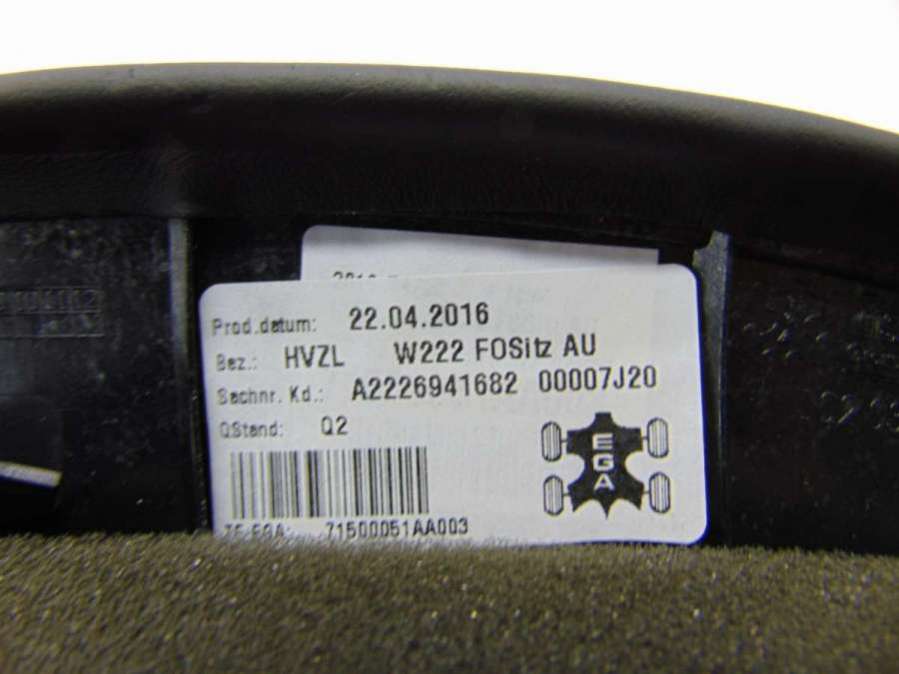 Prod.datum: 22.04.2016
Bez.: HVZL W222 FOSitz AU
Sachnr. Kd.: A2226941682 00007J20
QStand: Q2
EGA
71500051AA003